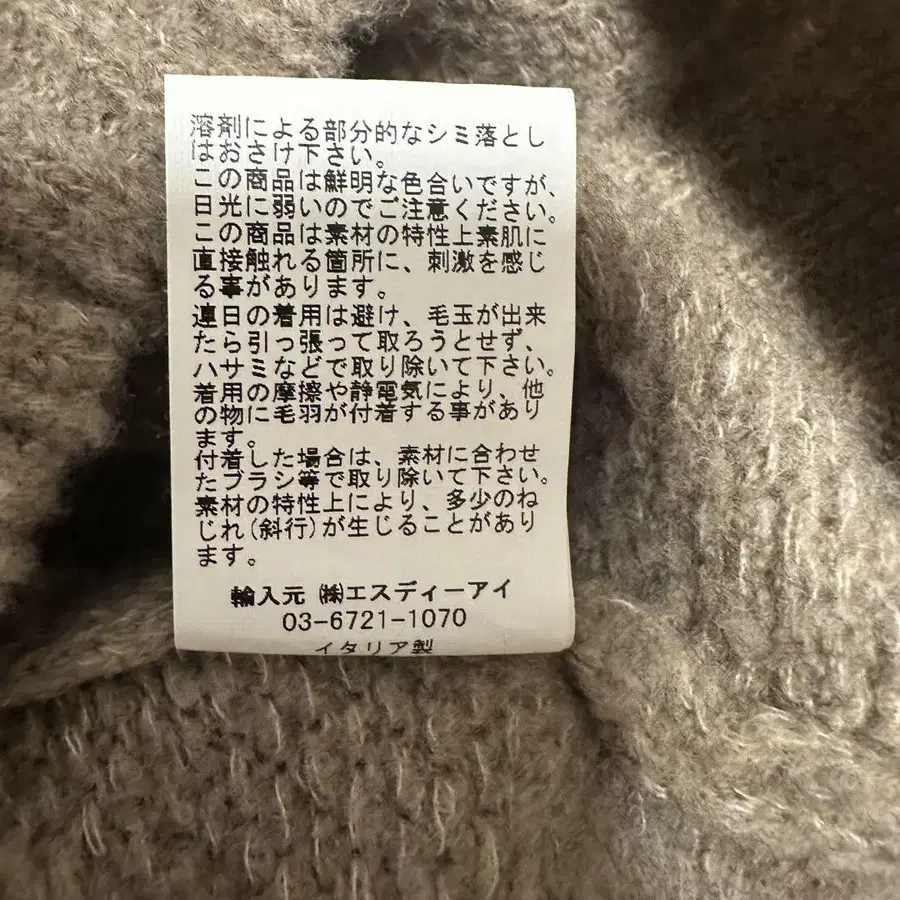 溶剤による部分的なシミ落とし
はおさけ下さい。
この商品は鮮明な色合いですが、
日光に弱いのでご注意ください。
この商品は素材の特性上素肌に
直接触れる箇所に、刺激を感じ
る事があります。
連日の着用は避け、毛玉が出来
たら引っ張って取ろうとせず、
ハサミなどで取り除いて下さい。
着用の摩擦や静電気により、他
の物に毛羽が付着する事があり
ます。
付着した場合は、素材に合わせ
たブラシ等で取り除いて下さい。
素材の特性上により、多少のね
じれ(斜行)が生じることがあり
ます。
輸入元 ㈱エスディーアイ
03-6721-1070
イタリア製